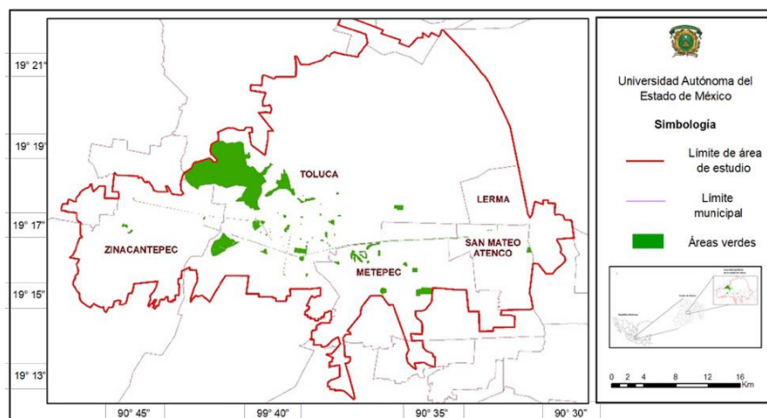 19° 21'
19° 19'
19° 17'
19° 15'
19° 13'
90° 45'
99° 40'
90° 35'
90° 30'
TOLUCA
LERMA
ZINACANTEPEC
SAN MATEO
ATENCO
METEPEC
Universidad Autónoma del
Estado de México
Simbología
Límite de área
de estudio
Límite
municipal
Áreas verdes
0 2 4 8 12 16
Km